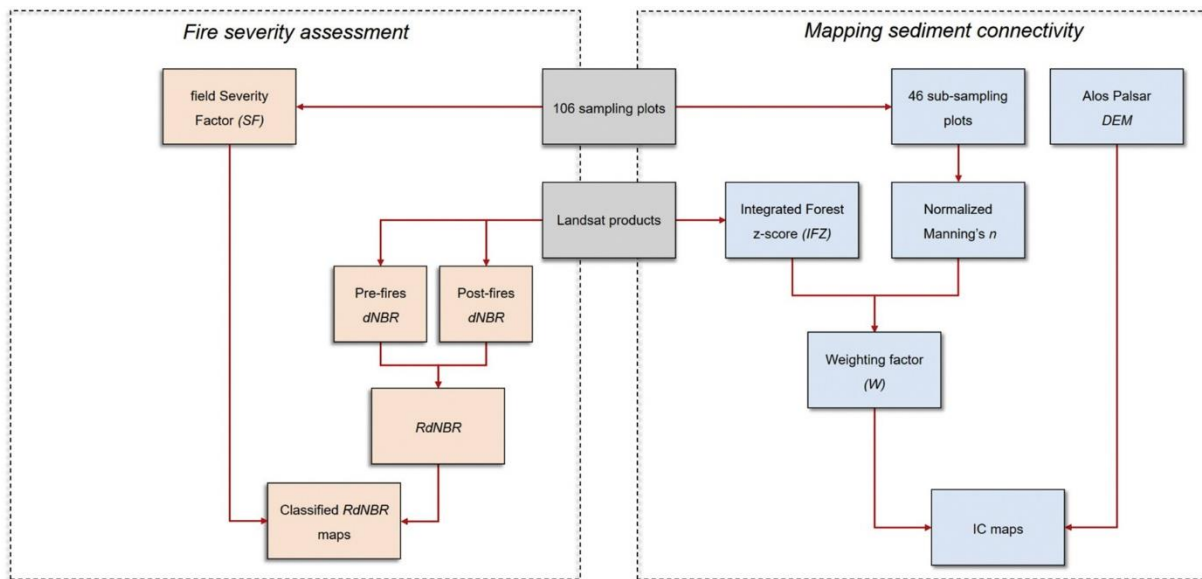 Fire severity assessment
Mapping sediment connectivity
field Severity
Factor (SF)
106 sampling plots
46 sub-sampling
plots
Alos Palsar
DEM
Landsat products
Integrated Forest
z-score (IFZ)
Normalized
Manning's n
Pre-fires
dNBR
Post-fires
dNBR
Weighting factor
(W)
RdNBR
Classified RdNBR
maps
IC maps